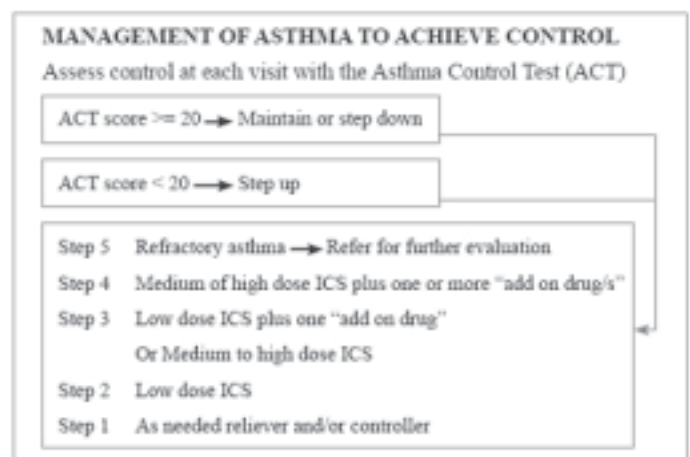 MANAGEMENT OF ASTHMA TO ACHIEVE CONTROL
Assess control at each visit with the Asthma Control Test (ACT)
ACT score >= 20 → Maintain or step down
ACT score < 20 → Step up
Step 5 Refractory asthma → Refer for further evaluation
Step 4 Medium of high dose ICS plus one or more “add on drug/s”
Step 3 Low dose ICS plus one “add on drug”
Or Medium to high dose ICS
Step 2 Low dose ICS
Step 1 As needed reliever and/or controller